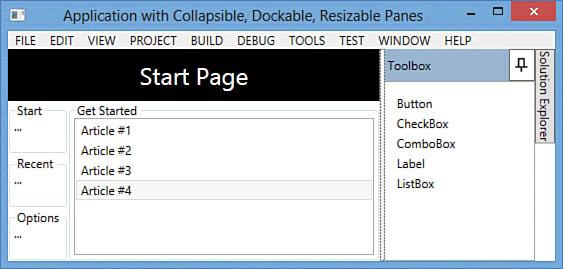 Application with Collapsible, Dockable, Resizable Panes
FILE EDIT VIEW PROJECT BUILD DEBUG TOOLS TEST WINDOW HELP
Start Page
Start
...
Recent
...
Options
...
Get Started
Article #1
Article #2
Article #3
Article #4
Toolbox
Button
CheckBox
ComboBox
Label
ListBox
Solution Explorer